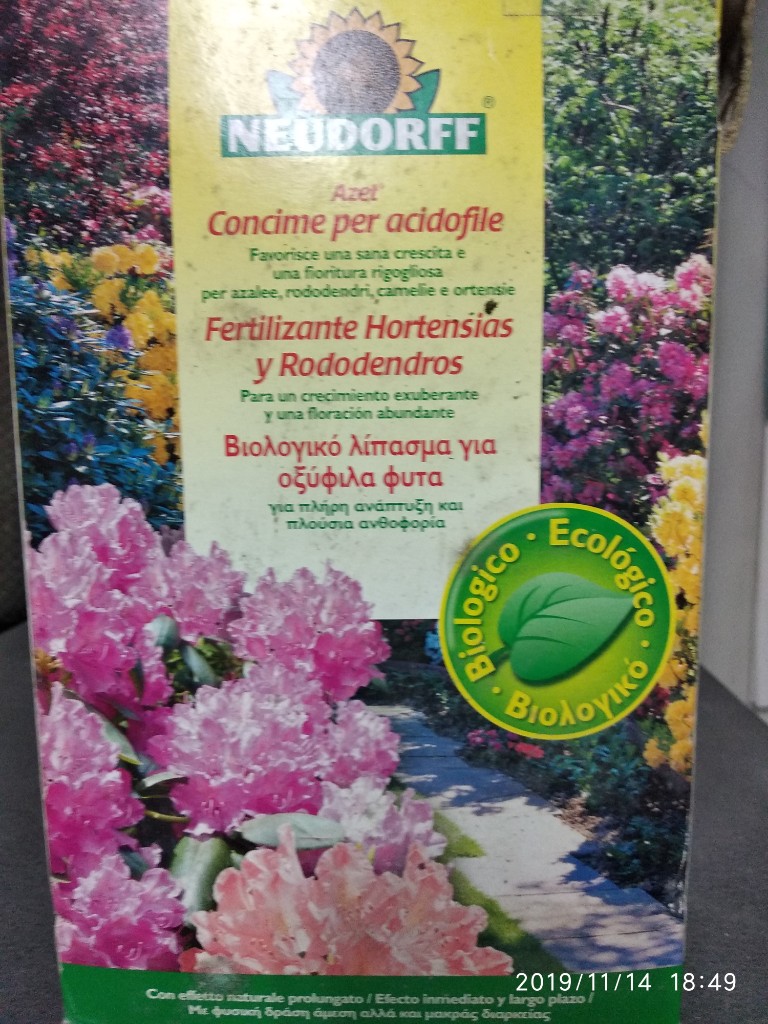 NEUDORFF®
Azet
Concime per acidofile
Favorisce una sana crescita e
una fioritura rigogliosa
per azalee, rododendri, camelie e ortensie
Fertilizante Hortensias
y Rododendros
Para un crecimiento exuberante
y una floración abundante
Βιολογικό λίπασμα για
οξύφιλα φυτα
για πλήρη ανάπτυξη και
πλούσια ανθοφορία
Biologico · Ecológico · Βιολογικό ·
Con effetto naturale prolungato / Efecto inmediato y largo plazo /
Με φυσική δράση άμεση αλλά και μακράς διαρκείας
2019/11/14 18:49